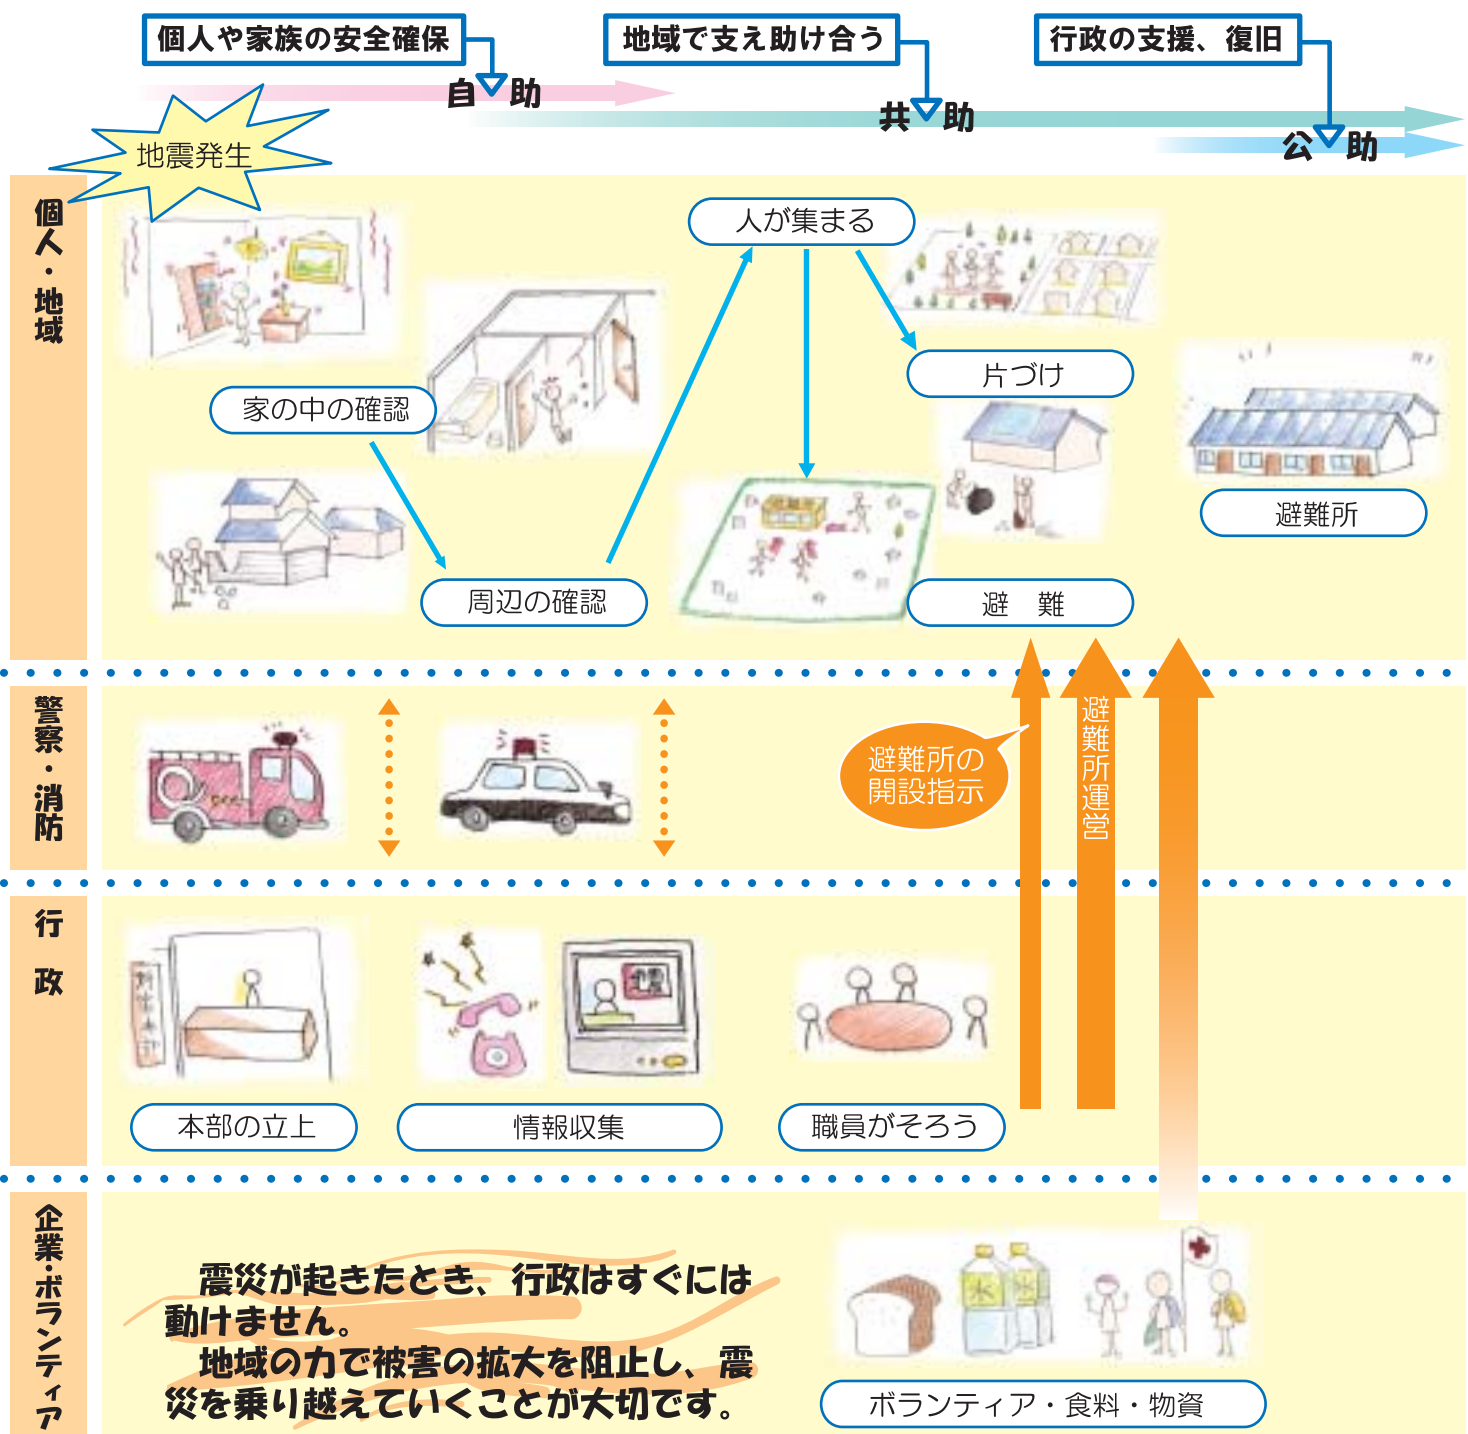 個人や家族の安全確保
地域で支え助け合う
行政の支援、復旧
自助
共助
公助
地震発生
個人・地域
人が集まる
家の中の確認
片づけ
避難所
周辺の確認
避　難
警察・消防
避難所の
開設指示
避難所運営
行　政
本部の立上
情報収集
職員がそろう
企業・ボランティア
震災が起きたとき、行政はすぐには
動けません。
地域の力で被害の拡大を阻止し、震
災を乗り越えていくことが大切です。
水
水
ボランティア・食料・物資